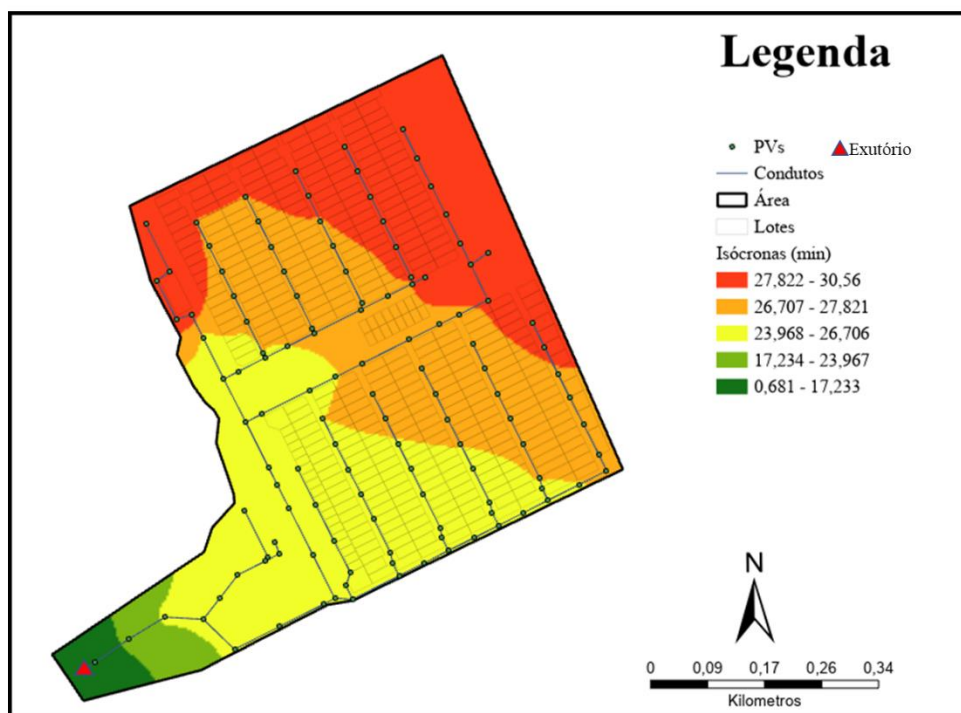 Legenda
PVs
Exutório
Condutos
Área
Lotes
Isócronas (min)
27,822 - 30,56
26,707 - 27,821
23,968 - 26,706
17,234 - 23,967
0,681 - 17,233
N
0 0,09 0,17 0,26 0,34
Kilometros